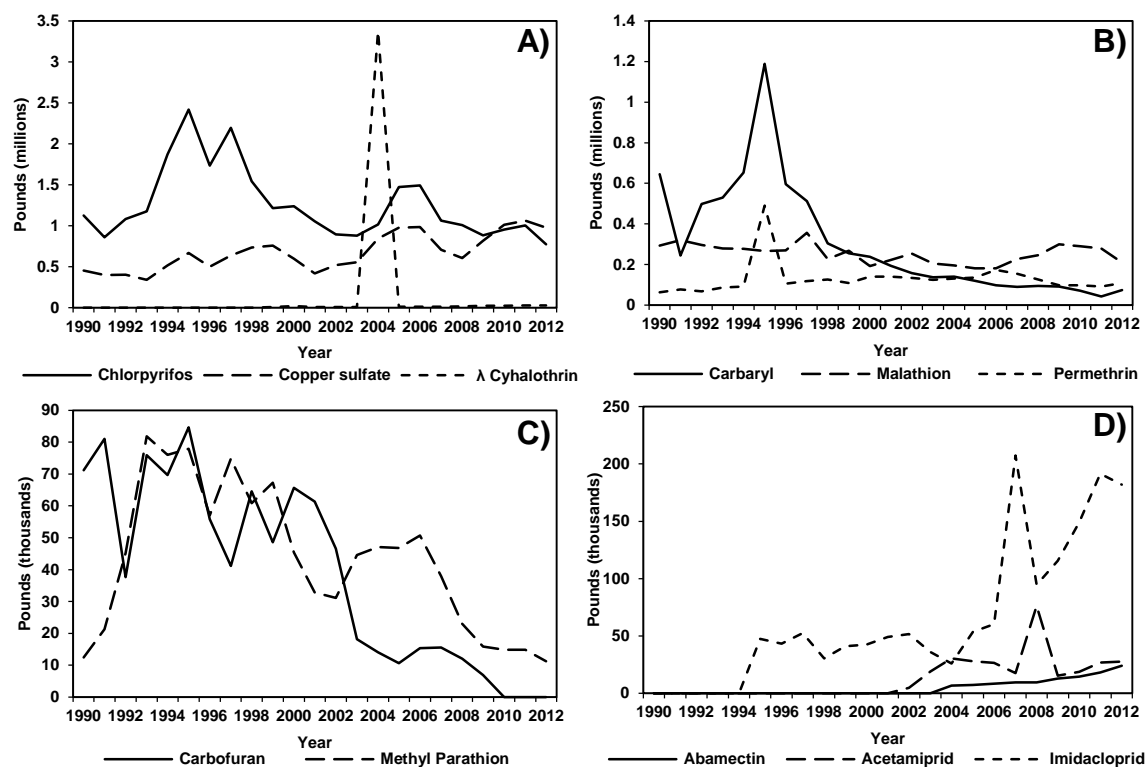 A)
Pounds (millions)
3.5
3
2.5
2
1.5
1
0.5
0
1990 1992 1994 1996 1998 2000 2002 2004 2006 2008 2010 2012
Year
Chlorpyrifos Copper sulfate λ Cyhalothrin
B)
Pounds (millions)
1.4
1.2
1
0.8
0.6
0.4
0.2
0
1990 1992 1994 1996 1998 2000 2002 2004 2006 2008 2010 2012
Year
Carbaryl Malathion Permethrin
C)
Pounds (thousands)
90
80
70
60
50
40
30
20
10
0
1990 1992 1994 1996 1998 2000 2002 2004 2006 2008 2010 2012
Year
Carbofuran Methyl Parathion
D)
Pounds (thousands)
250
200
150
100
50
0
1990 1992 1994 1996 1998 2000 2002 2004 2006 2008 2010 2012
Year
Abamectin Acetamiprid Imidacloprid